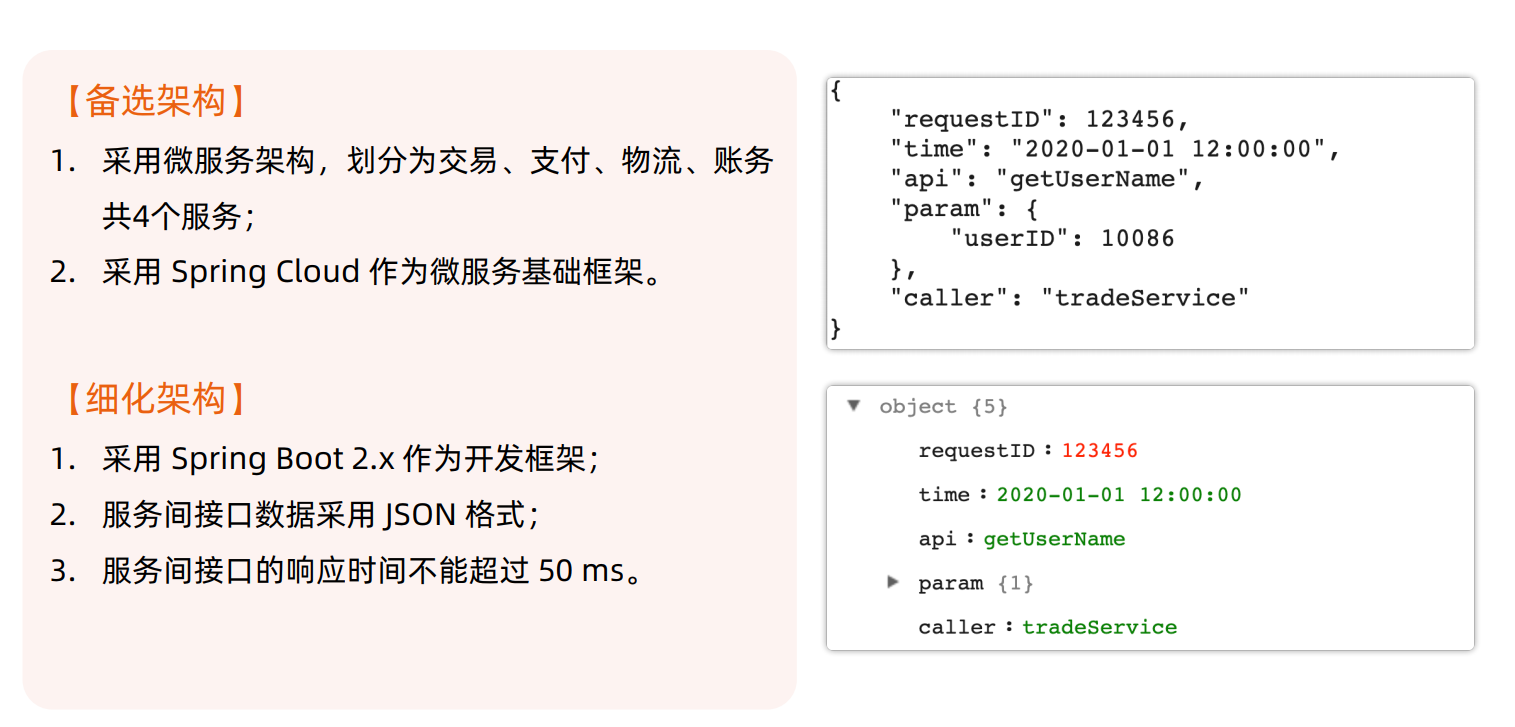 【备选架构】
1. 采用微服务架构，划分为交易、支付、物流、账务
共4个服务；
2. 采用 Spring Cloud 作为微服务基础框架。
【细化架构】
1. 采用 Spring Boot 2.x 作为开发框架；
2. 服务间接口数据采用 JSON 格式；
3. 服务间接口的响应时间不能超过 50 ms。
{
"requestID": 123456,
"time": "2020-01-01 12:00:00",
"api": "getUserName",
"param": {
"userID": 10086
},
"caller": "tradeService"
}
object {5}
requestID : 123456
time : 2020-01-01 12:00:00
api : getUserName
param {1}
caller : tradeService